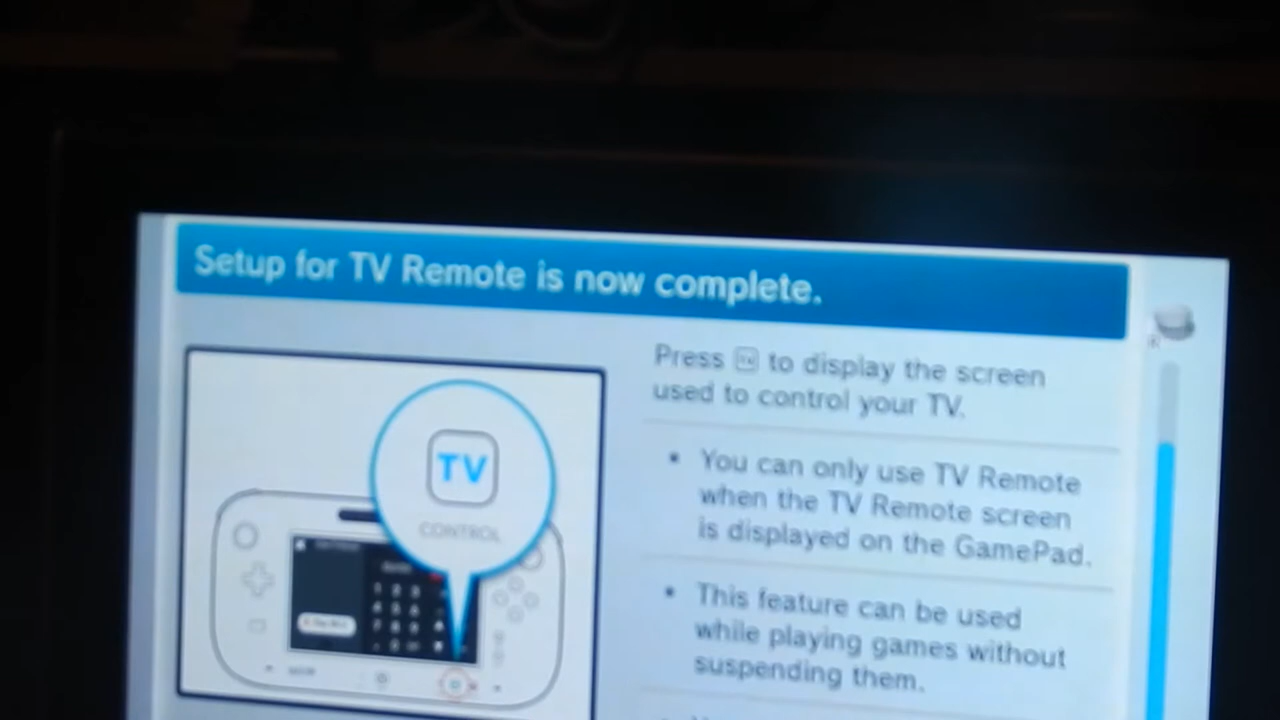 Setup for TV Remote is now complete.
TV
CONTROL
Press TV to display the screen
used to control your TV.
• You can only use TV Remote
when the TV Remote screen
is displayed on the GamePad.
• This feature can be used
while playing games without
suspending them.